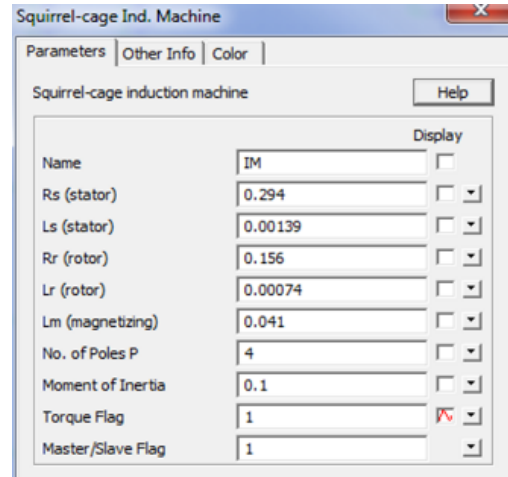 Squirrel-cage Ind. Machine
Parameters Other Info Color
Squirrel-cage induction machine Help
Display
Name IM
Rs (stator) 0.294
Ls (stator) 0.00139
Rr (rotor) 0.156
Lr (rotor) 0.00074
Lm (magnetizing) 0.041
No. of Poles P 4
Moment of Inertia 0.1
Torque Flag 1
Master/Slave Flag 1